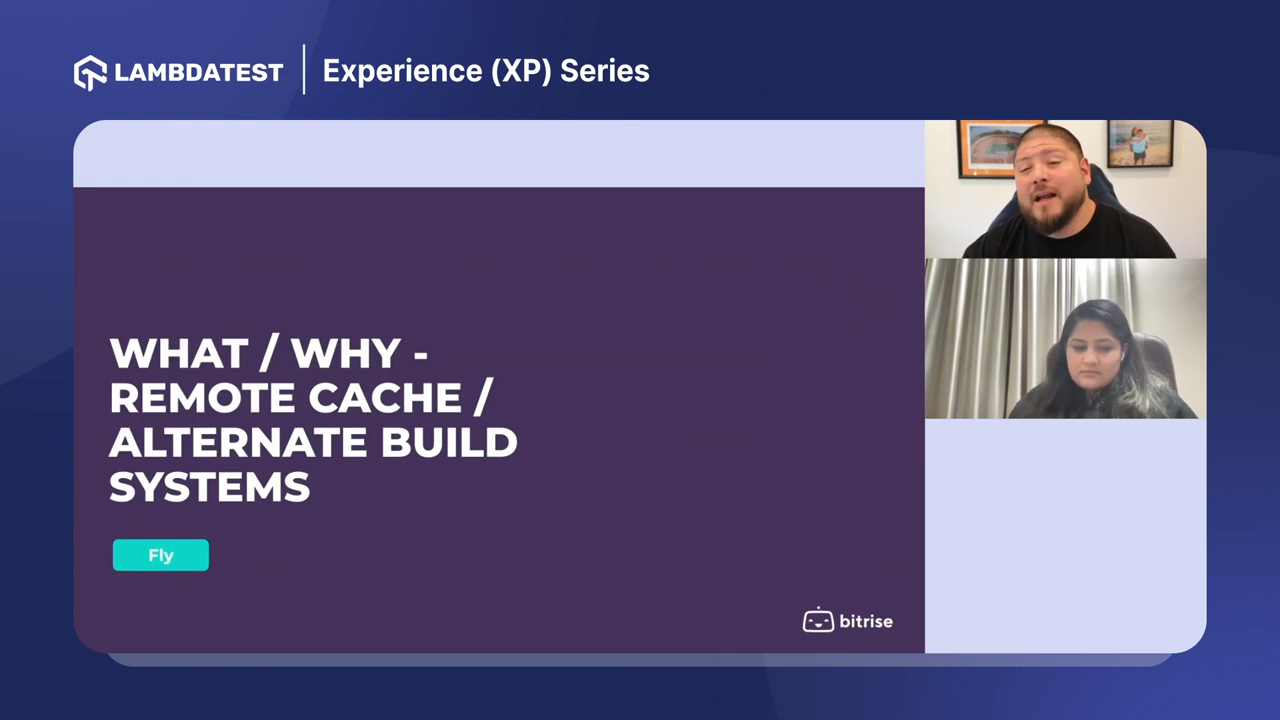 LAMBDATEST
Experience (XP) Series
WHAT / WHY -
REMOTE CACHE /
ALTERNATE BUILD
SYSTEMS
Fly
bitrise